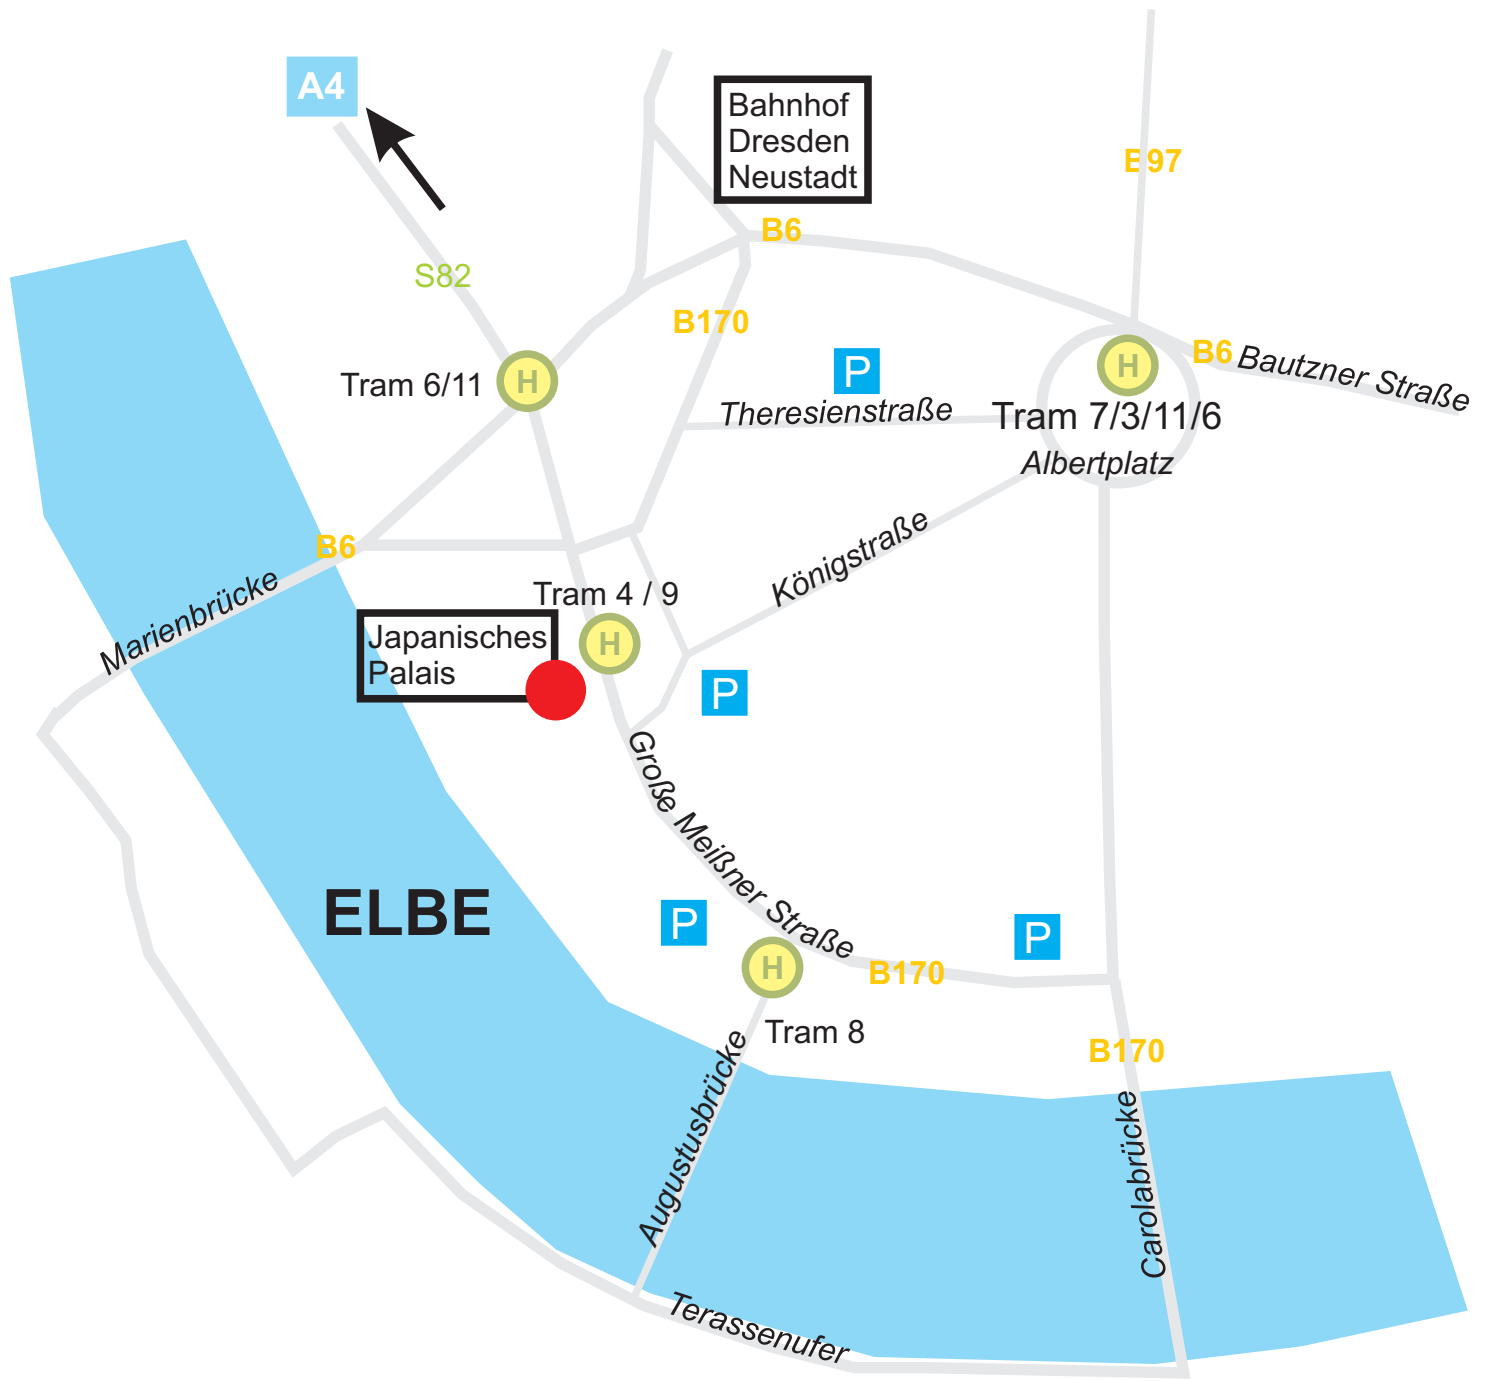 A4
Bahnhof
Dresden
Neustadt
B97
B6
S82
B170
B6
Bautzner Straße
P
Tram 6/11
H
H
Theresienstraße
Tram 7/3/11/6
Albertplatz
B6
Königstraße
Marienbrücke
Tram 4 / 9
H
Japanisches
Palais
P
Große Meißner Straße
ELBE
P
P
H
B170
Tram 8
B170
Augustusbrücke
Carolabrücke
Terassenufer